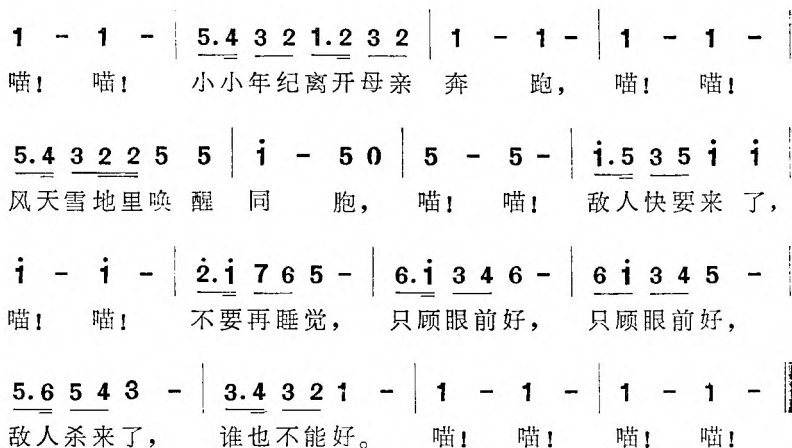 1 - 1 - | 5.4 3 2 1.2 3 2 | 1 - 1 - | 1 - 1 - |
喵! 喵! 小小年纪离开母亲 奔 跑, 喵! 喵!
5.4 3 2 2 5 5 | i - 5 0 | 5 - 5 - | i.5 3 5 i i |
风天雪地里唤 醒 同 胞, 喵! 喵! 敌人快要来 了,
i - i - | 2̇.i 7 6 5 - | 6.i 3 4 6 - | 6 i 3 4 5 - |
喵! 喵! 不要再睡觉, 只顾眼前好, 只顾眼前好,
5.6 5 4 3 - | 3.4 3 2 1 - | 1 - 1 - | 1 - 1 - ‖
敌人杀来了, 谁也不能好。 喵! 喵! 喵! 喵!